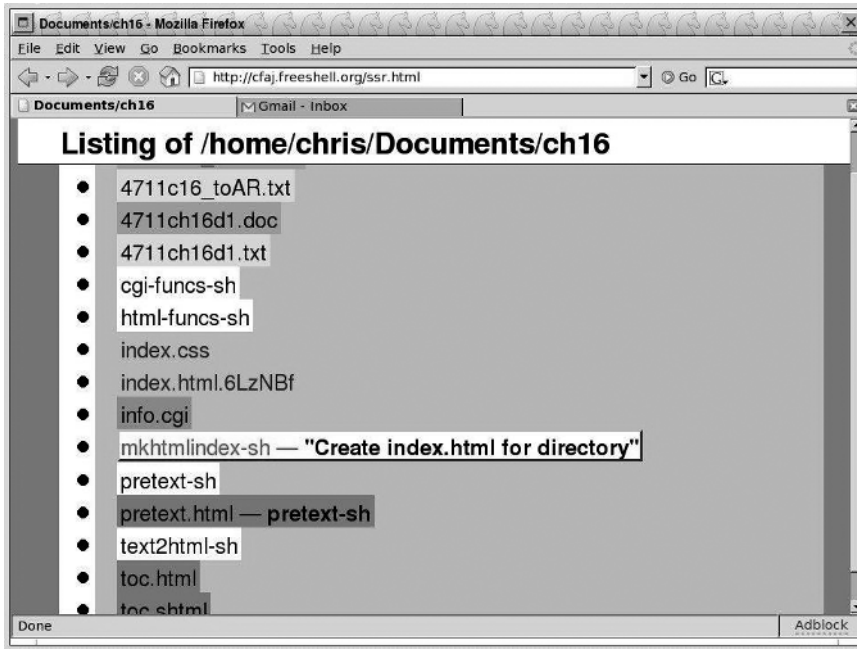 Documents/ch16 - Mozilla Firefox
File Edit View Go Bookmarks Tools Help
http://cfaj.freeshell.org/ssr.html Go G
Documents/ch16 Gmail - Inbox
Listing of /home/chris/Documents/ch16
4711c16_toAR.txt
4711ch16d1.doc
4711ch16d1.txt
cgi-funcs-sh
html-funcs-sh
index.css
index.html.6LzNBf
info.cgi
mkhtmlindex-sh — "Create index.html for directory"
pretext-sh
pretext.html — pretext-sh
text2html-sh
toc.html
toc.shtml
Done Adblock